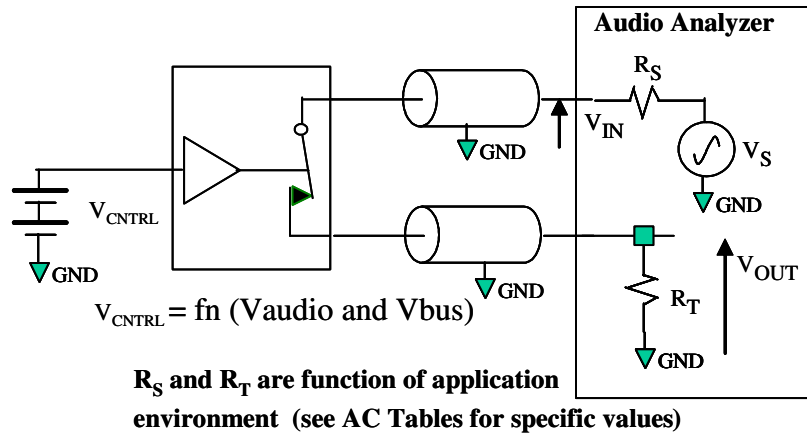 Audio Analyzer
R_S
V_IN
V_S
GND
GND
V_CNTRL
GND
GND
V_OUT
R_T
GND
V_CNTRL = fn (Vaudio and Vbus)
R_S and R_T are function of application
environment (see AC Tables for specific values)